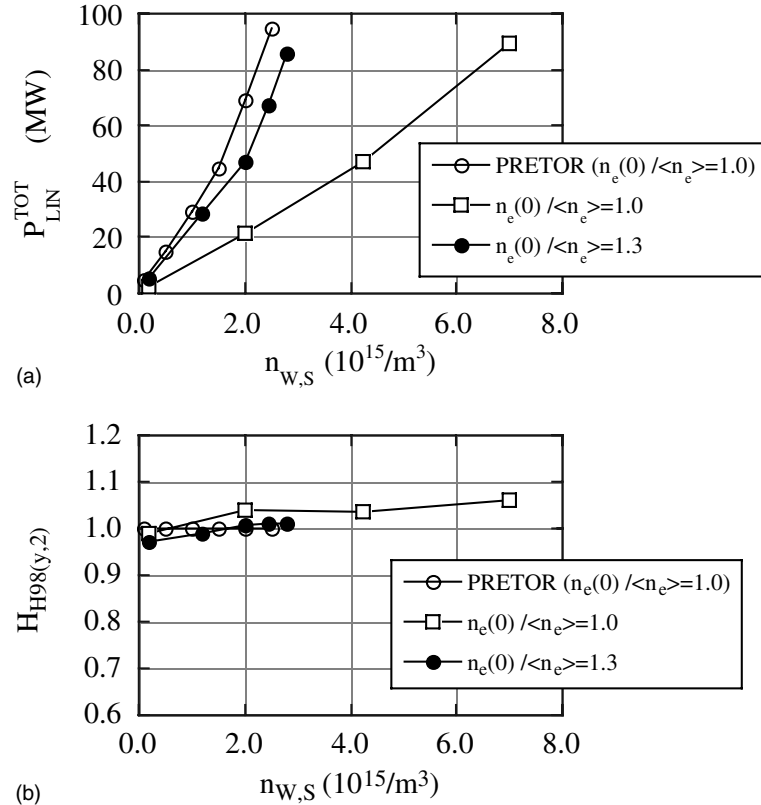 100
80
60
40
20
0
P_LIN^TOT (MW)
PRETOR (n_e(0) /<n_e>=1.0)
n_e(0) /<n_e>=1.0
n_e(0) /<n_e>=1.3
0.0 2.0 4.0 6.0 8.0
n_W,S (10^15/m^3)
(a)
1.2
1.1
1.0
0.9
0.8
0.7
0.6
H_H98(y,2)
PRETOR (n_e(0) /<n_e>=1.0)
n_e(0) /<n_e>=1.0
n_e(0) /<n_e>=1.3
0.0 2.0 4.0 6.0 8.0
n_W,S (10^15/m^3)
(b)